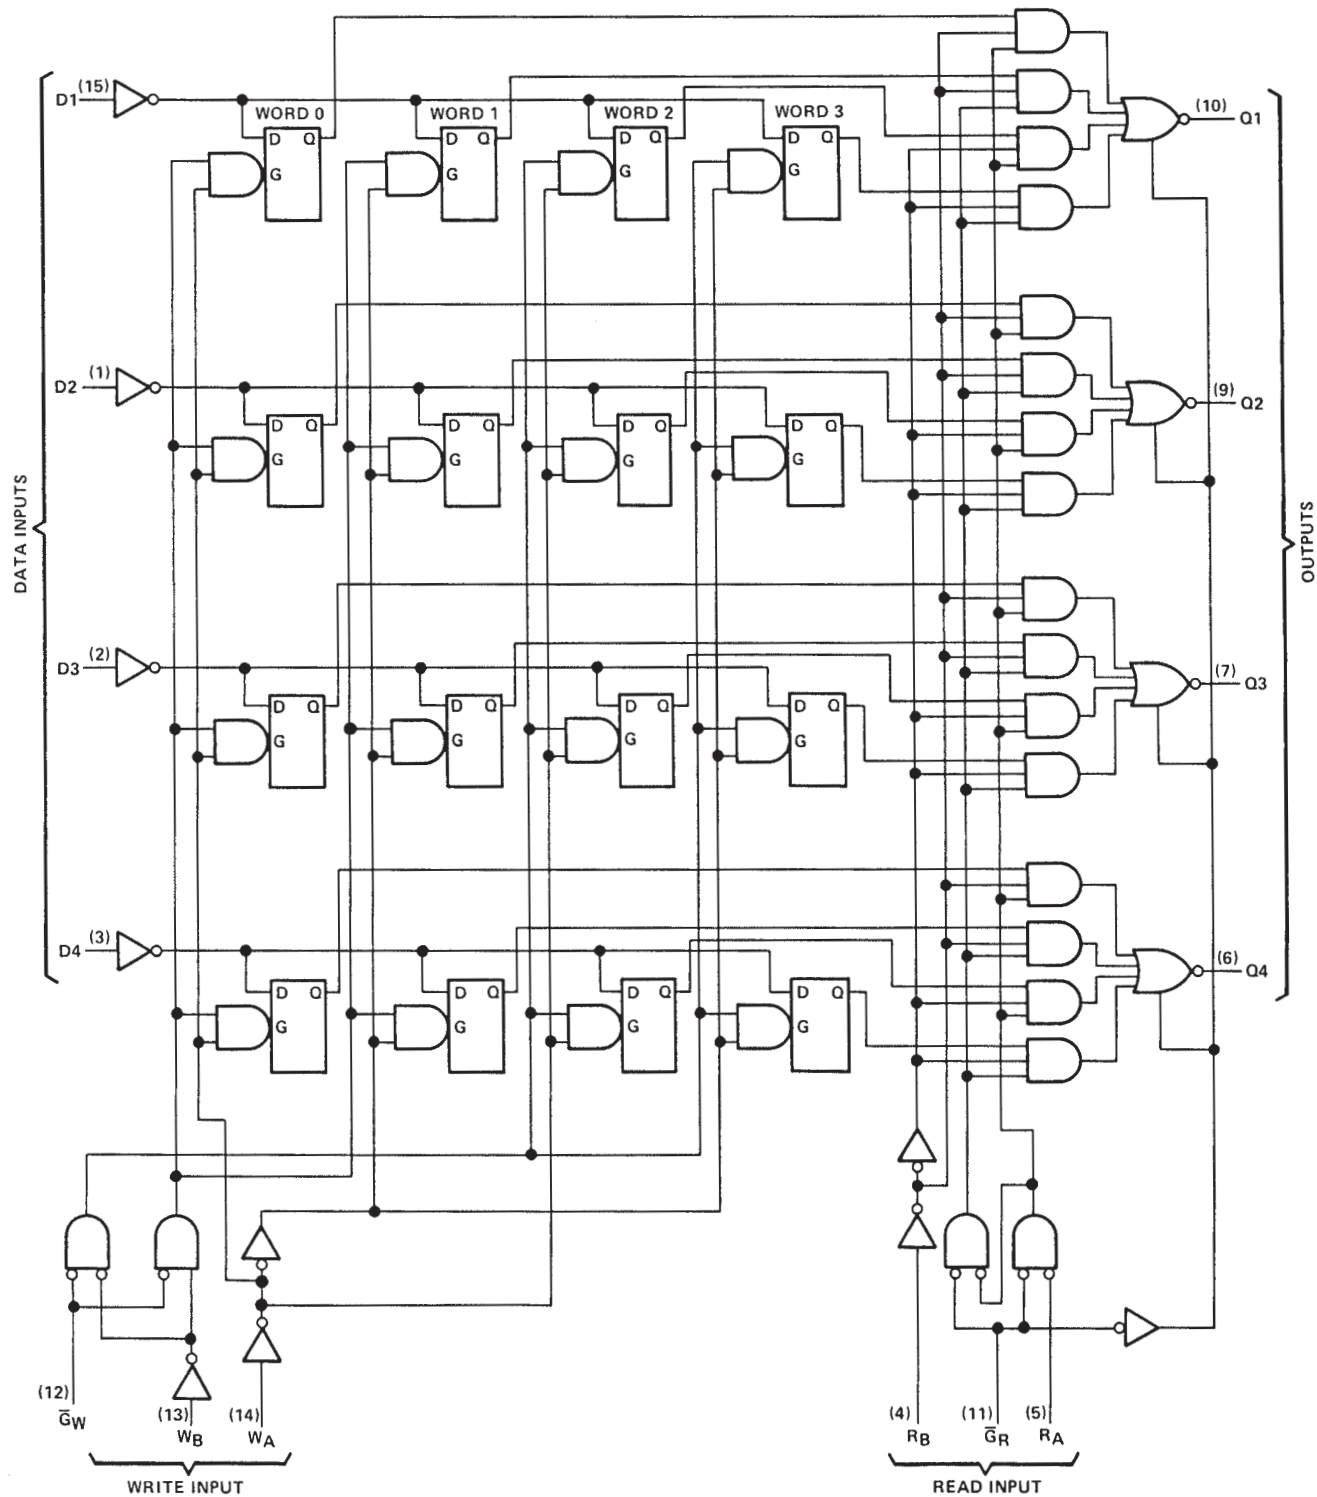 D1 (15)
WORD 0 WORD 1 WORD 2 WORD 3
D Q D Q D Q D Q
G G G G
(10) Q1
D2 (1)
D Q D Q D Q D Q
G G G G
(9) Q2
DATA INPUTS
OUTPUTS
D3 (2)
D Q D Q D Q D Q
G G G G
(7) Q3
D4 (3)
D Q D Q D Q D Q
G G G G
(6) Q4
(12) (13) (14) (4) (11) (5)
G̅W WB WA RB G̅R RA
WRITE INPUT READ INPUT